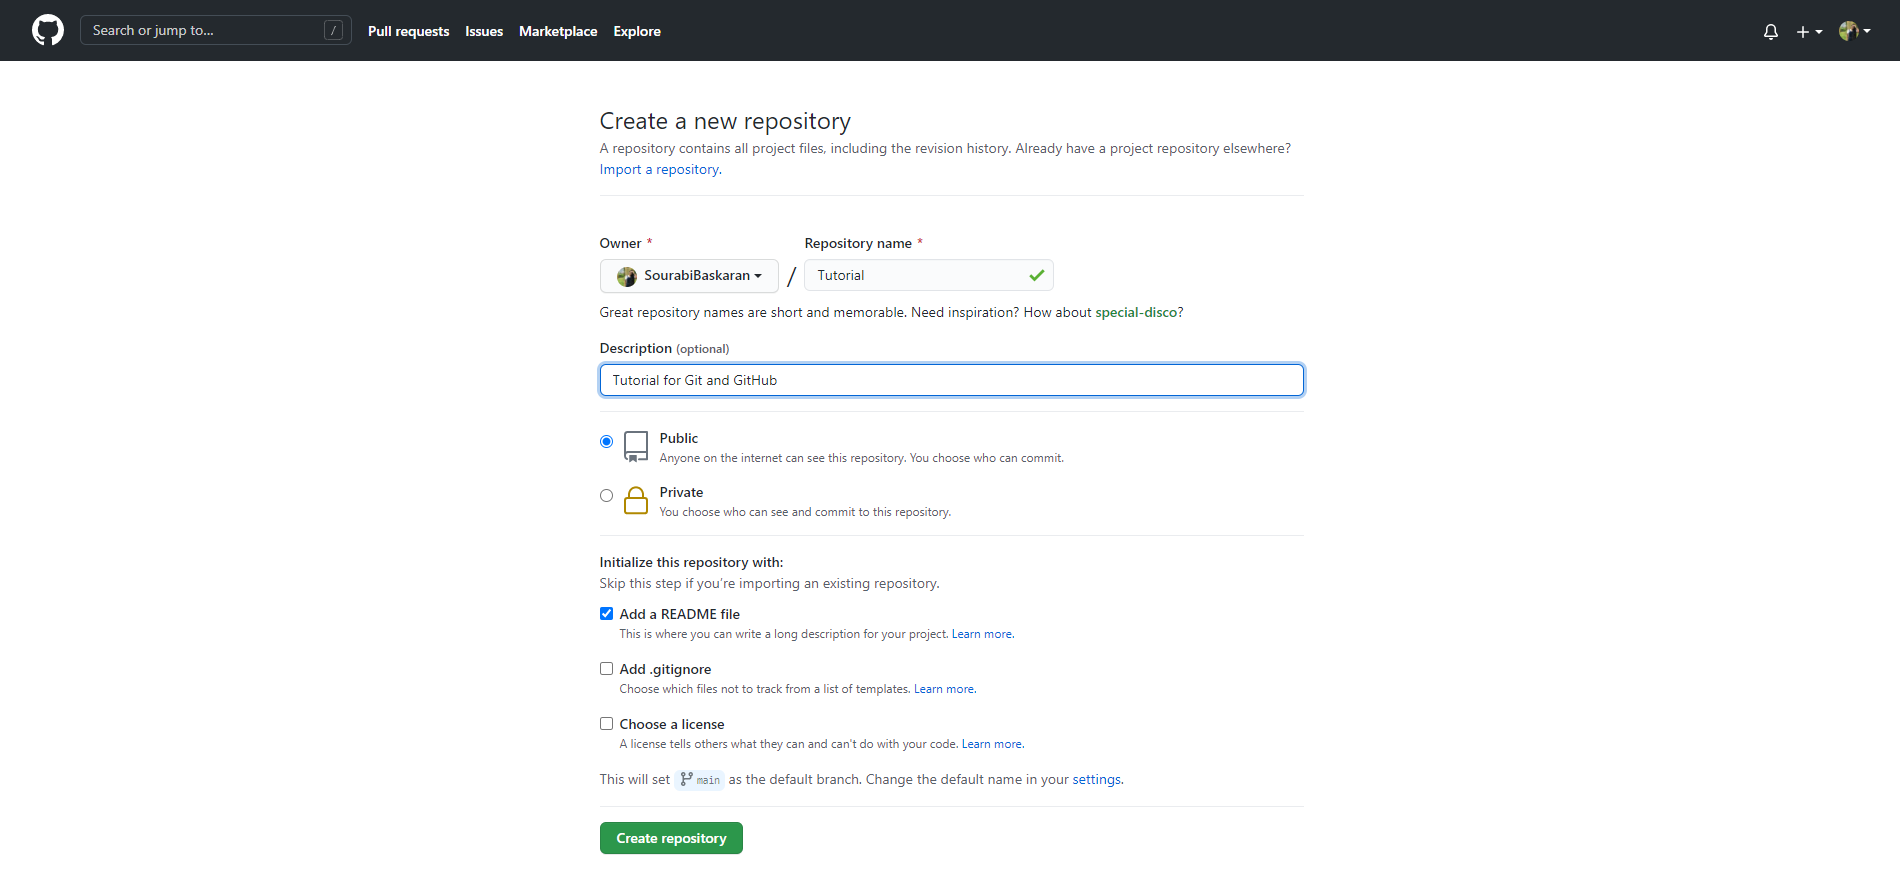 Search or jump to... /
Pull requests Issues Marketplace Explore
Create a new repository
A repository contains all project files, including the revision history. Already have a project repository elsewhere?
Import a repository.
Owner * Repository name *
SourabiBaskaran / Tutorial
Great repository names are short and memorable. Need inspiration? How about special-disco?
Description (optional)
Tutorial for Git and GitHub
Public
Anyone on the internet can see this repository. You choose who can commit.
Private
You choose who can see and commit to this repository.
Initialize this repository with:
Skip this step if you're importing an existing repository.
Add a README file
This is where you can write a long description for your project. Learn more.
Add .gitignore
Choose which files not to track from a list of templates. Learn more.
Choose a license
A license tells others what they can and can't do with your code. Learn more.
This will set main as the default branch. Change the default name in your settings.
Create repository